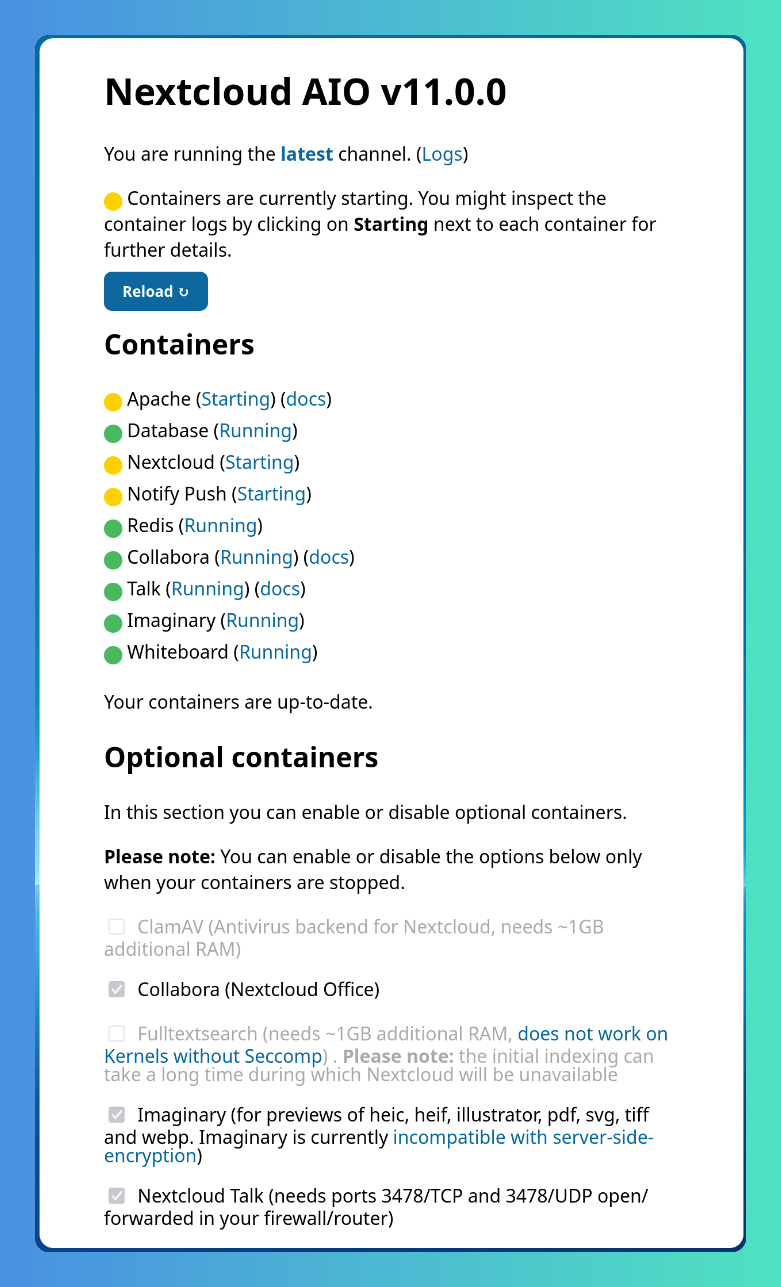 Nextcloud AIO v11.0.0
You are running the latest channel. (Logs)
Containers are currently starting. You might inspect the
container logs by clicking on Starting next to each container for
further details.
Reload ↻
Containers
Apache (Starting) (docs)
Database (Running)
Nextcloud (Starting)
Notify Push (Starting)
Redis (Running)
Collabora (Running) (docs)
Talk (Running) (docs)
Imaginary (Running)
Whiteboard (Running)
Your containers are up-to-date.
Optional containers
In this section you can enable or disable optional containers.
Please note: You can enable or disable the options below only
when your containers are stopped.
ClamAV (Antivirus backend for Nextcloud, needs ~1GB
additional RAM)
Collabora (Nextcloud Office)
Fulltextsearch (needs ~1GB additional RAM, does not work on
Kernels without Seccomp) . Please note: the initial indexing can
take a long time during which Nextcloud will be unavailable
Imaginary (for previews of heic, heif, illustrator, pdf, svg, tiff
and webp. Imaginary is currently incompatible with server-side-
encryption)
Nextcloud Talk (needs ports 3478/TCP and 3478/UDP open/
forwarded in your firewall/router)